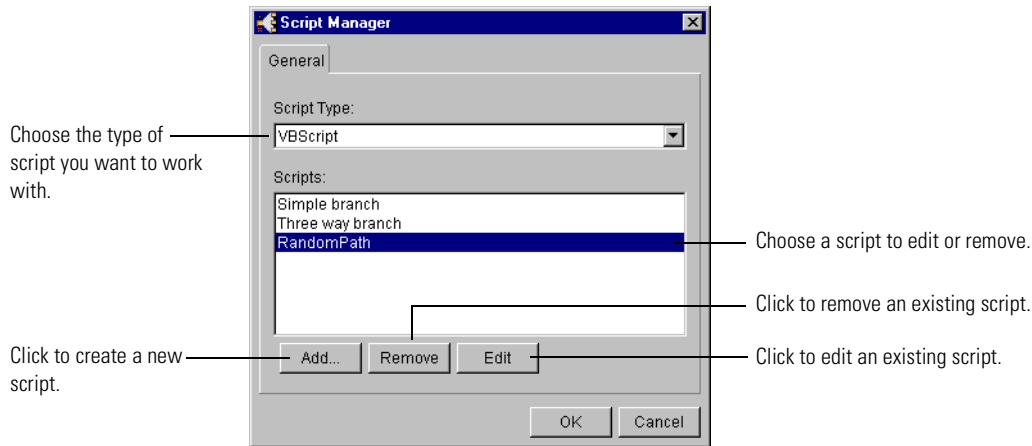 Script Manager
General
Script Type:
Choose the type of
script you want to work
with.
VBScript
Scripts:
Simple branch
Three way branch
RandomPath
Choose a script to edit or remove.
Click to remove an existing script.
Click to create a new
script.
Add...
Remove
Edit
Click to edit an existing script.
OK
Cancel